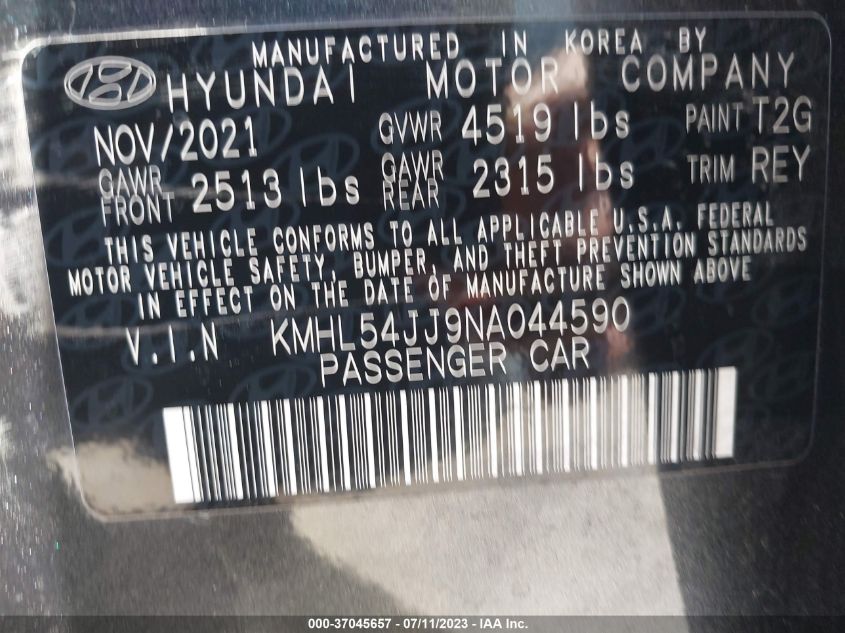 MANUFACTURED IN KOREA BY
HYUNDAI MOTOR COMPANY
NOV/2021 GVWR 4519 lbs PAINT T2G
GAWR FRONT 2513 lbs GAWR REAR 2315 lbs TRIM REY
THIS VEHICLE CONFORMS TO ALL APPLICABLE U.S.A. FEDERAL
MOTOR VEHICLE SAFETY, BUMPER, AND THEFT PREVENTION STANDARDS
IN EFFECT ON THE DATE OF MANUFACTURE SHOWN ABOVE
V.I.N KMHL54JJ9NA044590
PASSENGER CAR
000-37045657 - 07/11/2023 - IAA Inc.